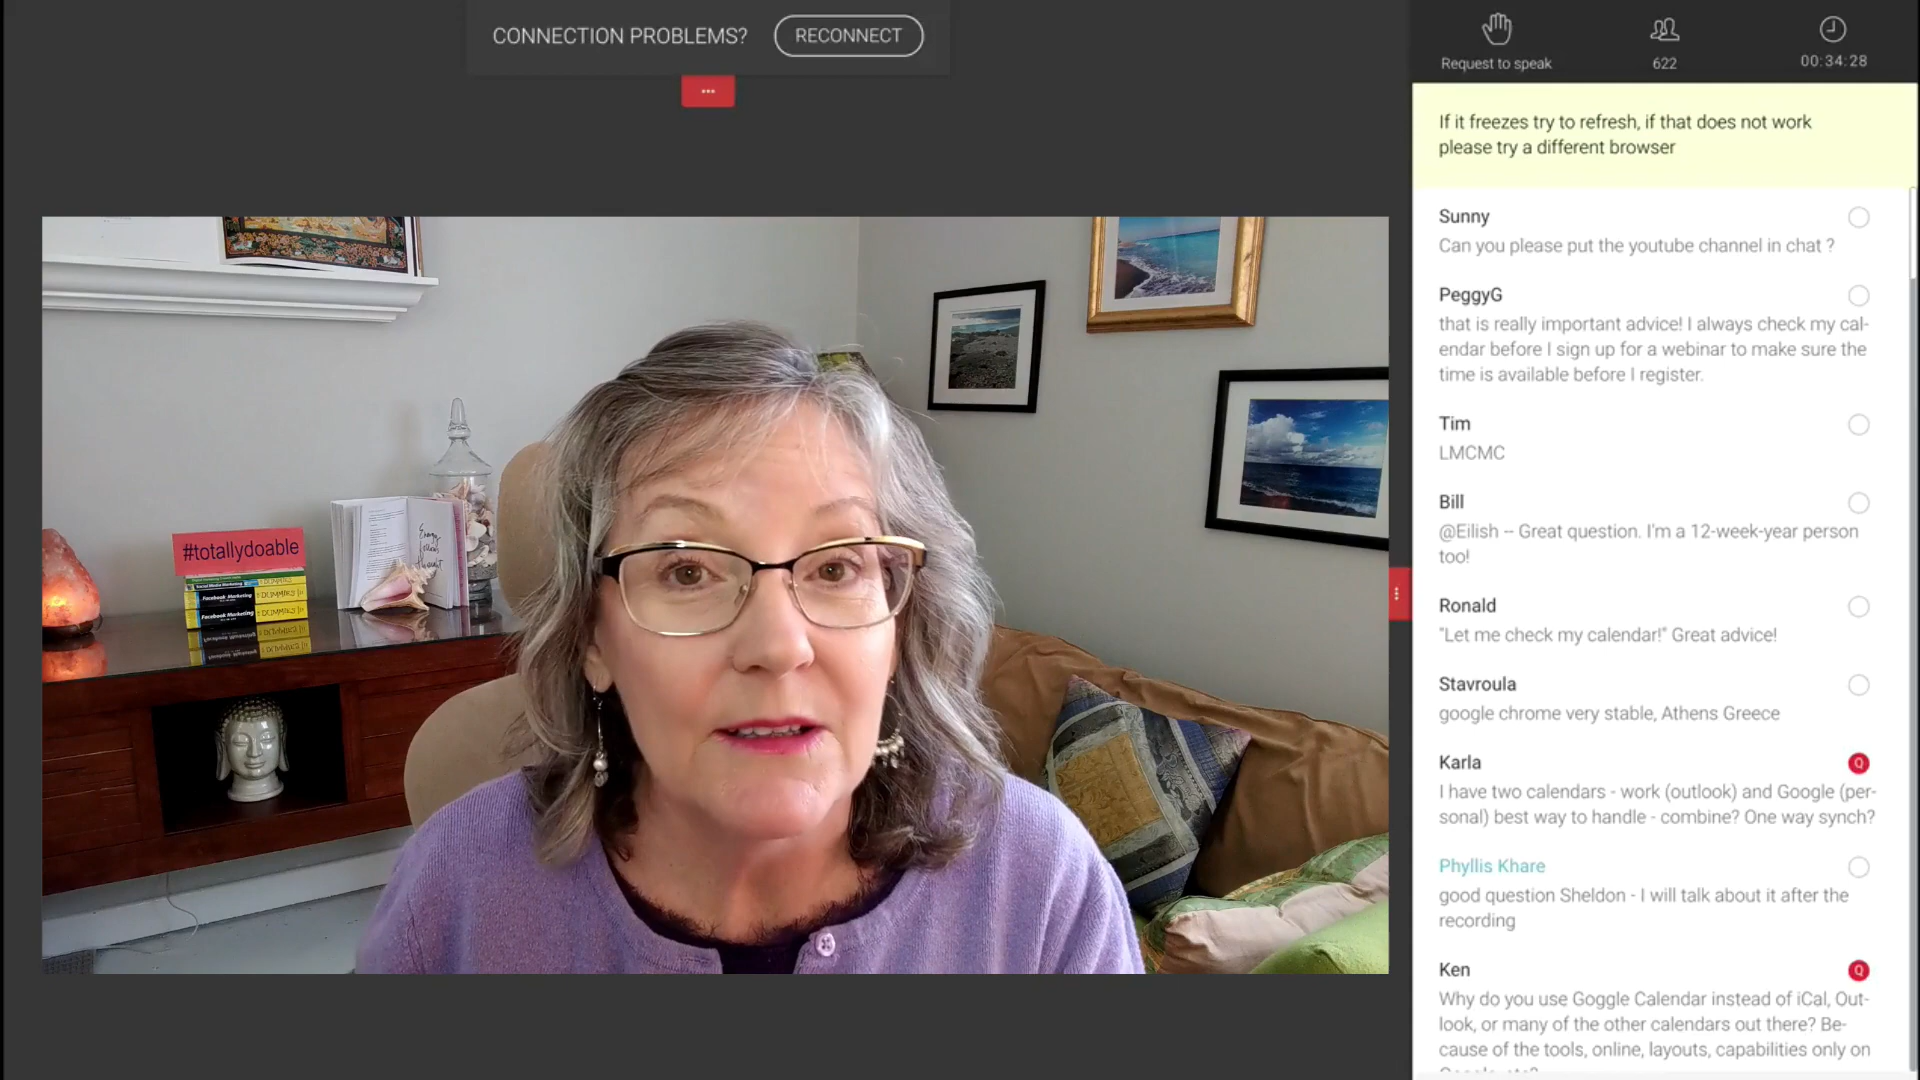 CONNECTION PROBLEMS?
RECONNECT
Request to speak
622
00:34:28
If it freezes try to refresh, if that does not work
please try a different browser
Sunny
Can you please put the youtube channel in chat ?
PeggyG
that is really important advice! I always check my cal-
endar before I sign up for a webinar to make sure the
time is available before I register.
Tim
LMCMC
Bill
@Eilish -- Great question. I'm a 12-week-year person
too!
Ronald
"Let me check my calendar!" Great advice!
Stavroula
google chrome very stable, Athens Greece
Karla
Q
I have two calendars - work (outlook) and Google (per-
sonal) best way to handle - combine? One way synch?
Phyllis Khare
good question Sheldon - I will talk about it after the
recording
Ken
Q
Why do you use Goggle Calendar instead of iCal, Out-
look, or many of the other calendars out there? Be-
cause of the tools, online, layouts, capabilities only on
#totallydoable
Facebook Marketing
DUMMIES
Facebook Marketing
DUMMIES